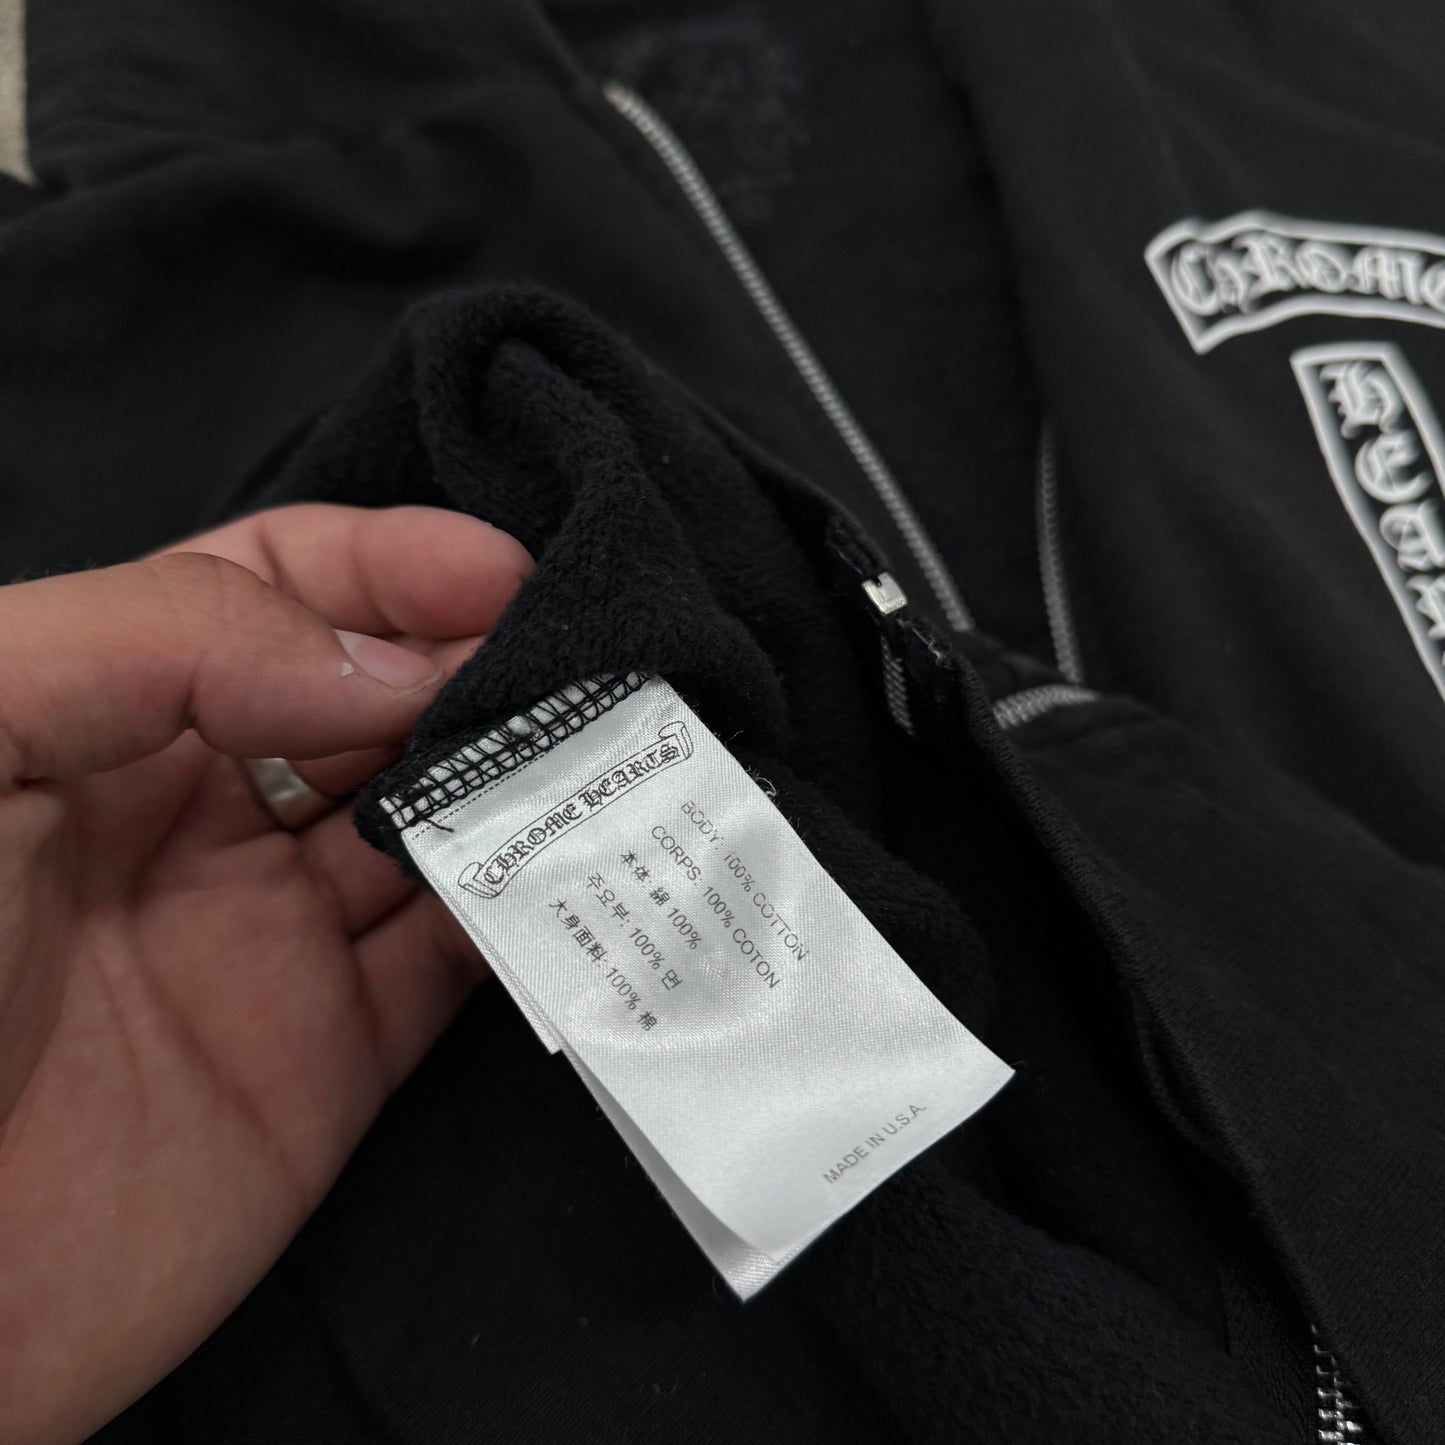 CHROME HEARTS
BODY: 100% COTTON
CORPS: 100% COTON
本体: 綿 100%
주요부: 100% 면
大身面料: 100% 棉
MADE IN U.S.A.
CHROME